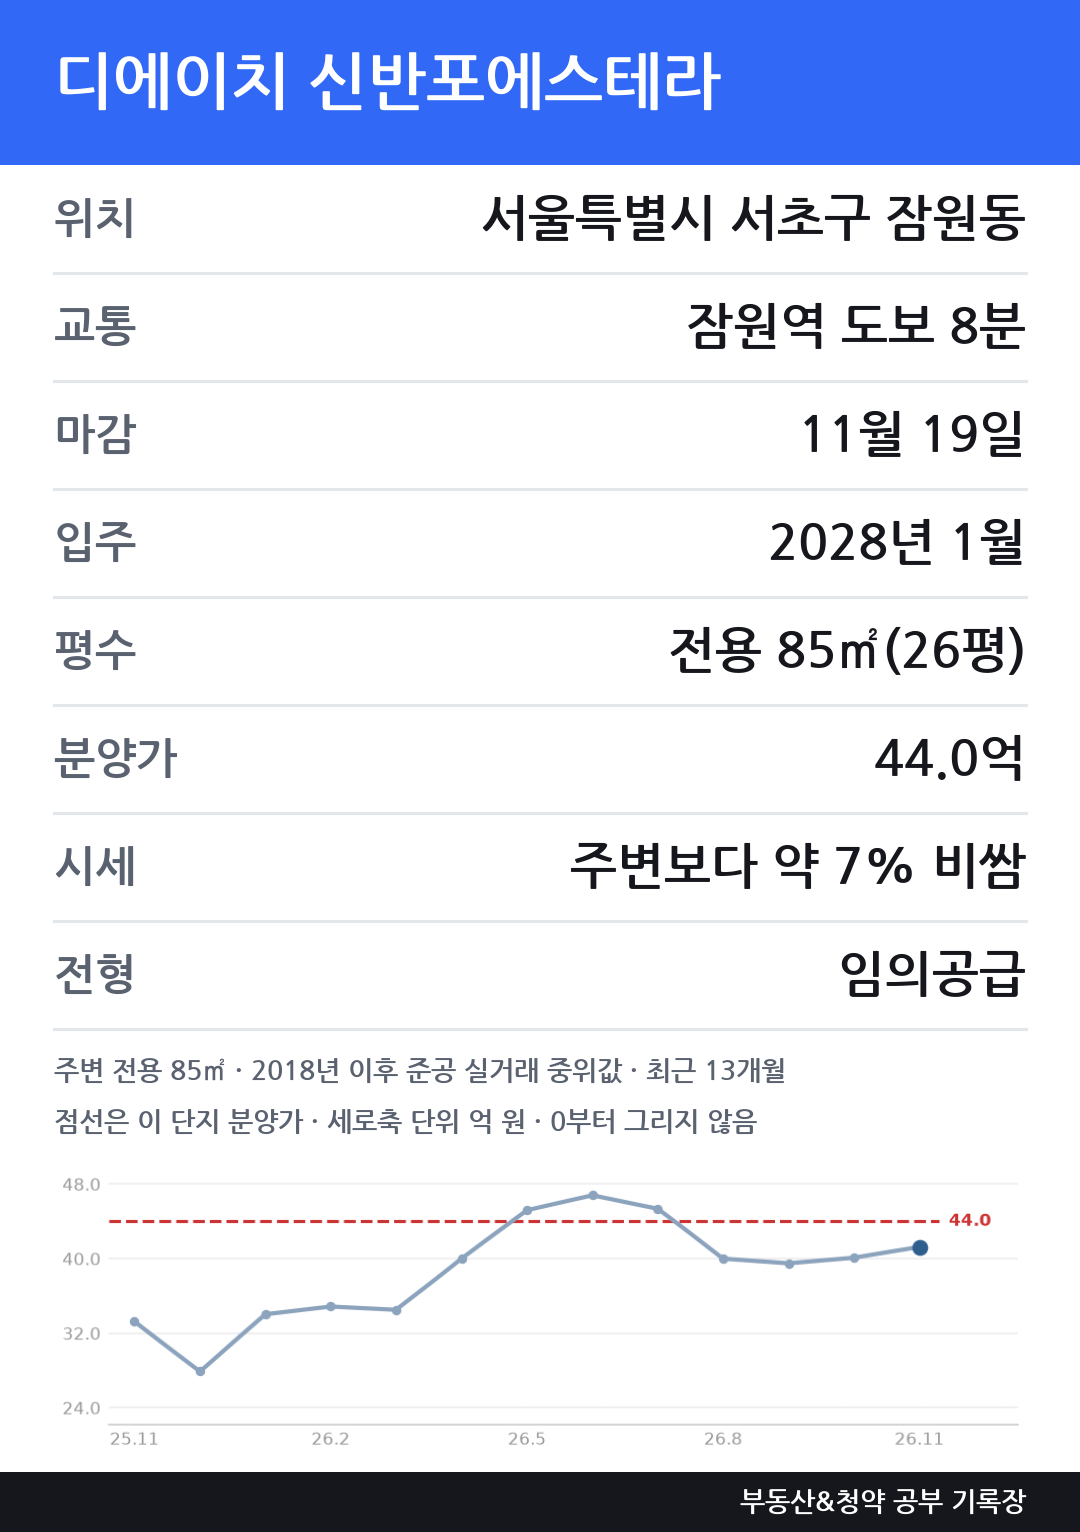 디에이치 신반포에스테라
위치 서울특별시 서초구 잠원동
교통 잠원역 도보 8분
마감 11월 19일
입주 2028년 1월
평수 전용 85㎡(26평)
분양가 44.0억
시세 주변보다 약 7% 비쌈
전형 임의공급
주변 전용 85㎡ · 2018년 이후 준공 실거래 중위값 · 최근 13개월
점선은 이 단지 분양가 · 세로축 단위 억 원 · 0부터 그리지 않음
48.0
44.0
40.0
32.0
24.0
25.11 26.2 26.5 26.8 26.11
부동산&청약 공부 기록장